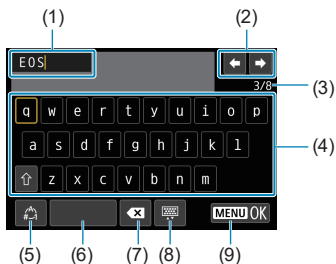 (1) (2)
EOS
3/8 (3)
q w e r t y u i o p
a s d f g h j k l (4)
z x c v b n m
MENU OK
(5) (6) (7) (8) (9)